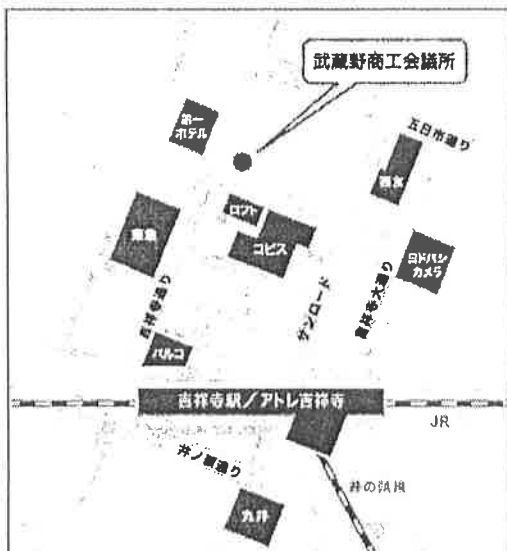 武蔵野商工会議所
第一
ホテル
五日市通り
西友
ロフト
コピス
東急
ヨドバシ
カメラ
吉祥寺大通り
サンロード
吉祥寺通り
パルコ
吉祥寺駅/アトレ吉祥寺
JR
井ノ頭通り
井の頭線
丸井